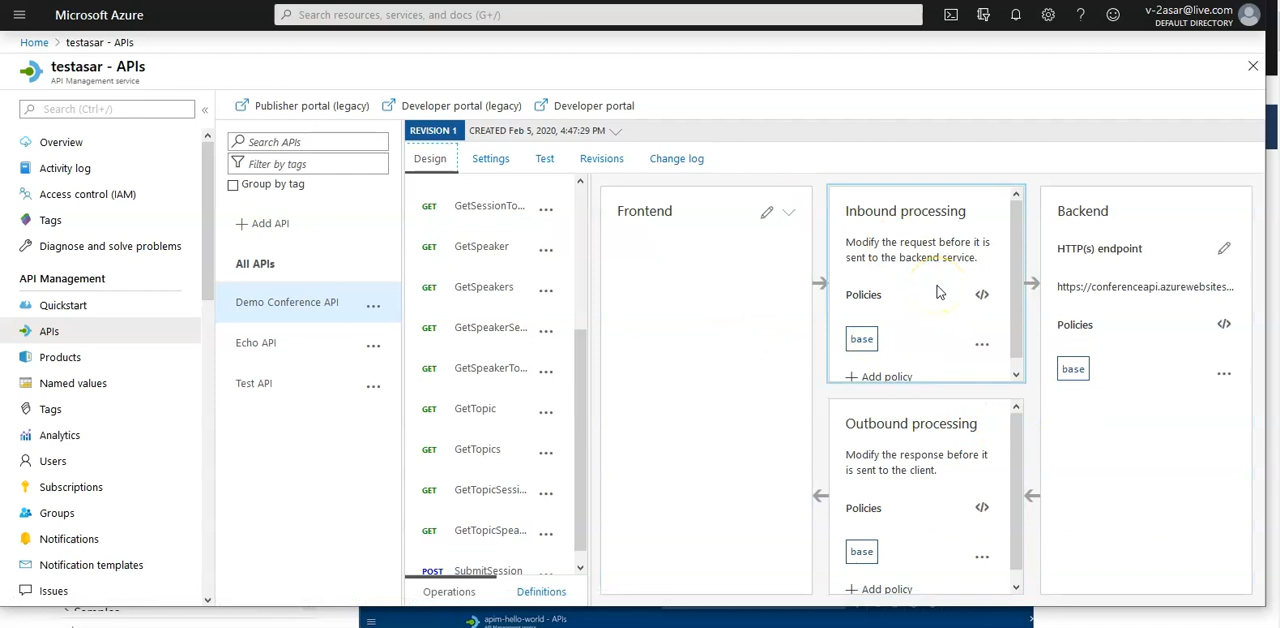 Microsoft Azure
Search resources, services, and docs (G+/)
v-2asar@live.com
DEFAULT DIRECTORY
Home > testasar - APIs
testasar - APIs
API Management service
Search (Ctrl+/)
«
Overview
Activity log
Access control (IAM)
Tags
Diagnose and solve problems
API Management
Quickstart
APIs
Products
Named values
Tags
Analytics
Users
Subscriptions
Groups
Notifications
Notification templates
Issues
Publisher portal (legacy)
Developer portal (legacy)
Developer portal
Search APIs
Filter by tags
Group by tag
Add API
All APIs
Demo Conference API
Echo API
Test API
REVISION 1
CREATED Feb 5, 2020, 4:47:29 PM
Design
Settings
Test
Revisions
Change log
GET GetSessionTo...
GET GetSpeaker
GET GetSpeakers
GET GetSpeakerSe...
GET GetSpeakerTo...
GET GetTopic
GET GetTopics
GET GetTopicSessi...
GET GetTopicSpea...
POST SubmitSession
Operations
Definitions
Frontend
Inbound processing
Modify the request before it is
sent to the backend service.
Policies
</>
base
+ Add policy
Outbound processing
Modify the response before it
is sent to the client.
Policies
</>
base
+ Add policy
Backend
HTTP(s) endpoint
https://conferenceapi.azurewebsites...
Policies
</>
base
Samples
apim-hello-world - APIs
API Management service